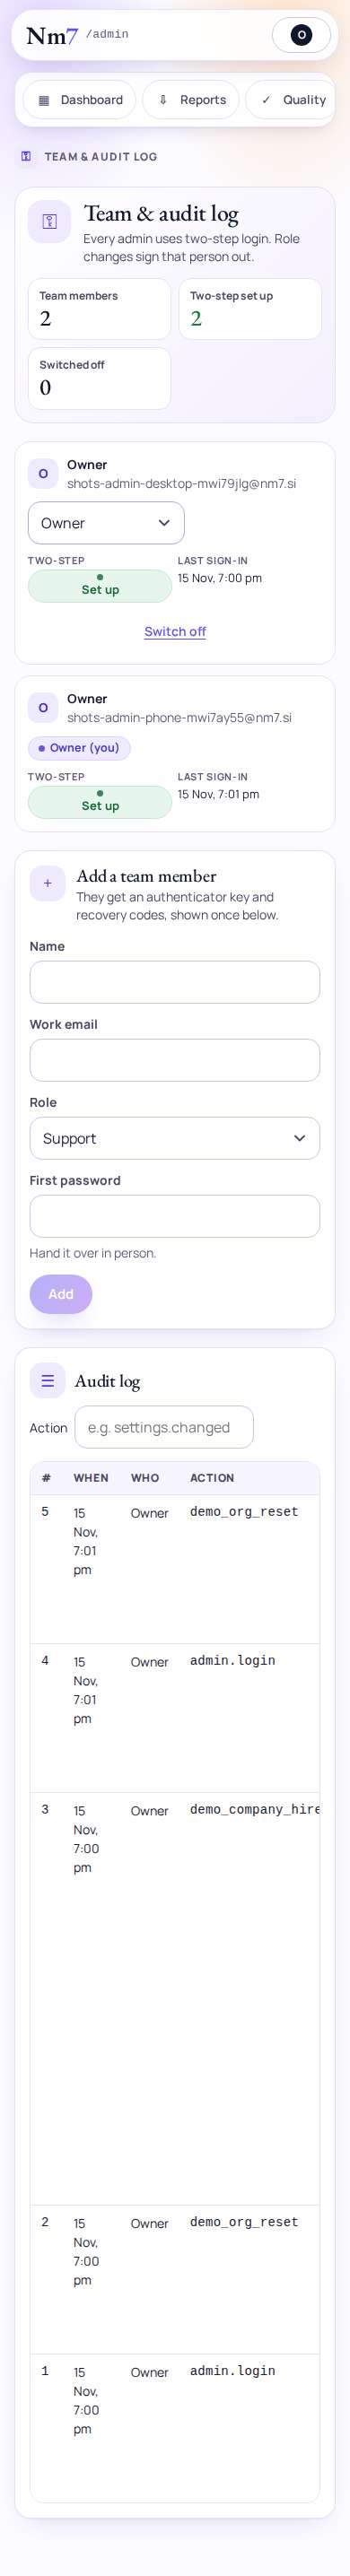 Nm7 /admin O
Dashboard Reports ✓ Quality
TEAM & AUDIT LOG
Team & audit log
Every admin uses two-step login. Role
changes sign that person out.
Team members
2
Two-step set up
2
Switched off
0
O Owner
shots-admin-desktop-mwi79jlg@nm7.si
Owner
TWO-STEP LAST SIGN-IN
Set up 15 Nov, 7:00 pm
Switch off
O Owner
shots-admin-phone-mwi7ay55@nm7.si
Owner (you)
TWO-STEP LAST SIGN-IN
Set up 15 Nov, 7:01 pm
+ Add a team member
They get an authenticator key and
recovery codes, shown once below.
Name
Work email
Role
Support
First password
Hand it over in person.
Add
Audit log
Action e.g. settings.changed
# WHEN WHO ACTION
5 15 Owner demo_org_reset
Nov,
7:01
pm
4 15 Owner admin.login
Nov,
7:01
pm
3 15 Owner demo_company_hire
Nov,
7:00
pm
2 15 Owner demo_org_reset
Nov,
7:00
pm
1 15 Owner admin.login
Nov,
7:00
pm